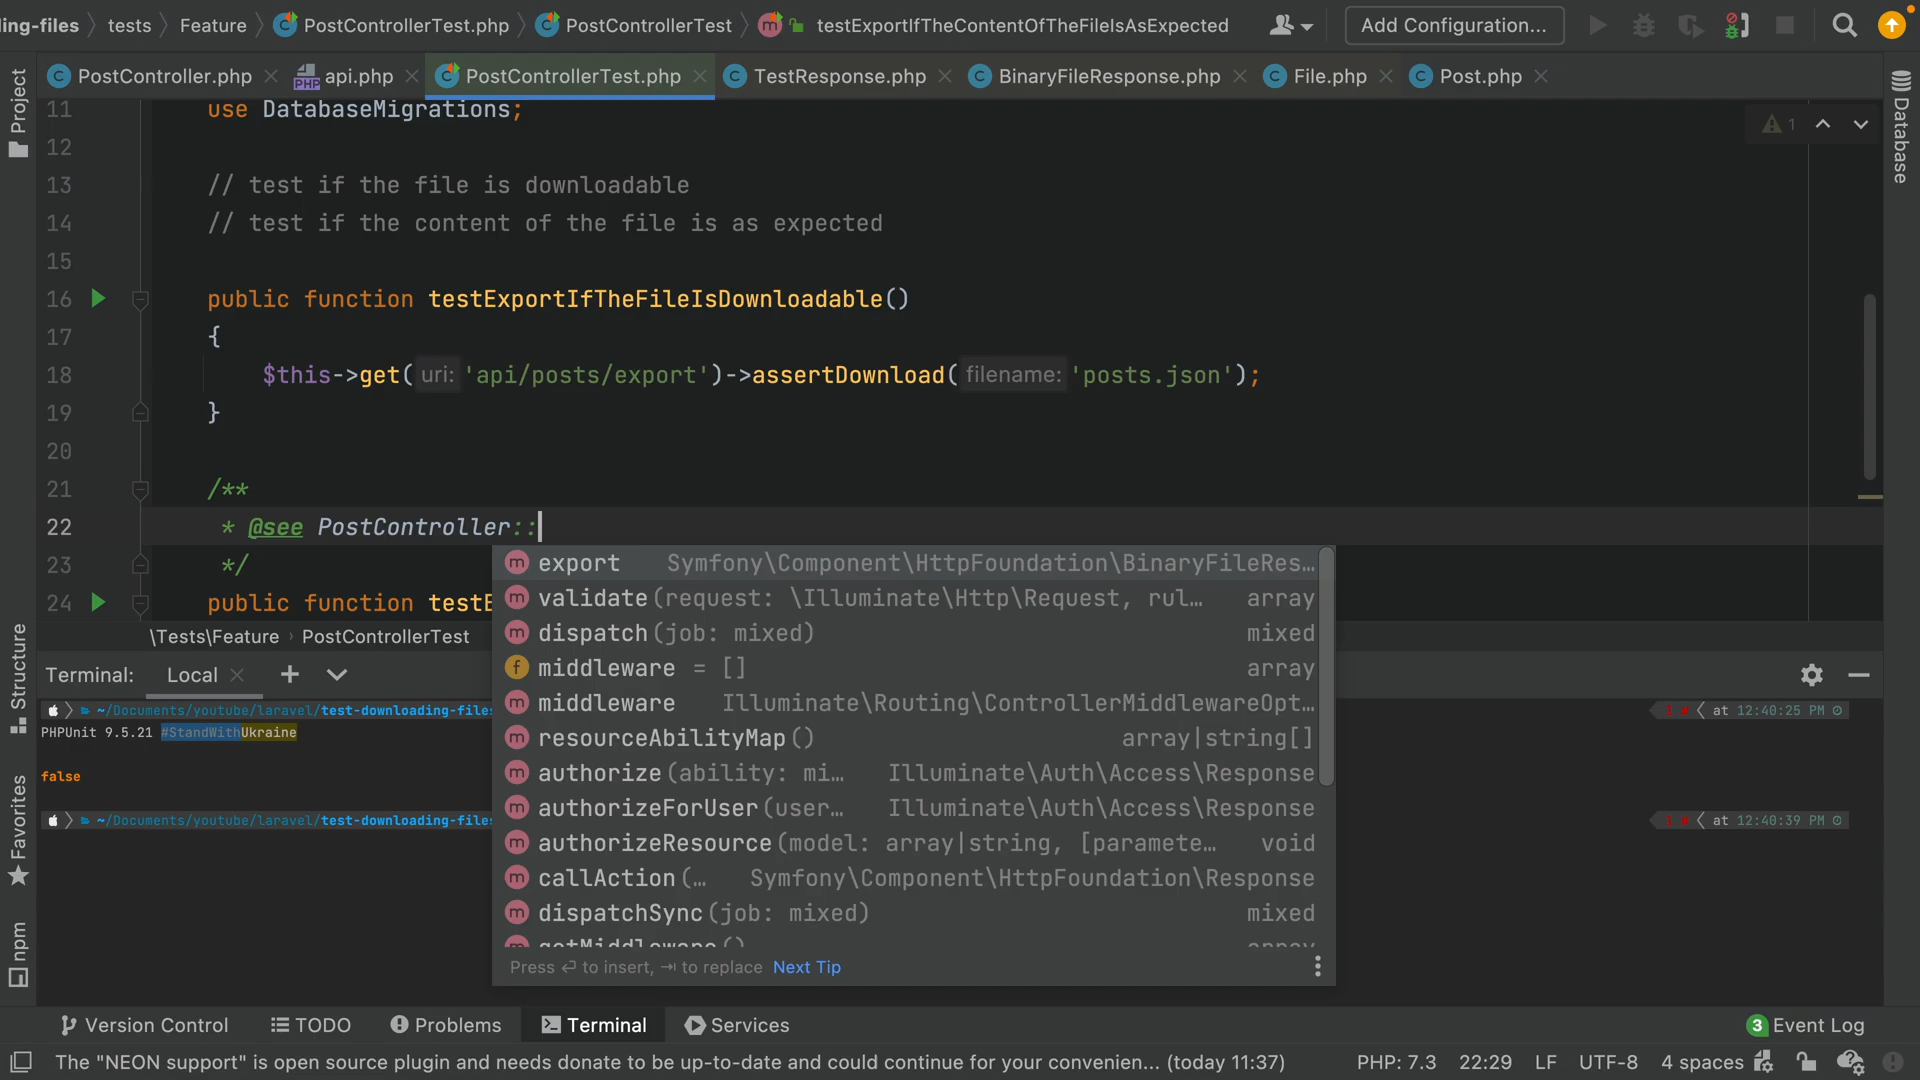 ing-files tests Feature PostControllerTest.php PostControllerTest testExportIfTheContentOfTheFileIsAsExpected Add Configuration...
PostController.php api.php PostControllerTest.php TestResponse.php BinaryFileResponse.php File.php Post.php
Project
Database
1
11 use DatabaseMigrations;
12
13 // test if the file is downloadable
14 // test if the content of the file is as expected
15
16 public function testExportIfTheFileIsDownloadable()
17 {
18 $this->get( uri: 'api/posts/export')->assertDownload( filename: 'posts.json');
19 }
20
21 /**
22 * @see PostController::
23 */
24 public function testE
export Symfony\Component\HttpFoundation\BinaryFileRes…
validate(request: \Illuminate\Http\Request, rul… array
dispatch(job: mixed) mixed
middleware = [] array
middleware Illuminate\Routing\ControllerMiddlewareOpt…
resourceAbilityMap() array|string[]
authorize(ability: mi… Illuminate\Auth\Access\Response
authorizeForUser(user… Illuminate\Auth\Access\Response
authorizeResource(model: array|string, [paramete… void
callAction(… Symfony\Component\HttpFoundation\Response
dispatchSync(job: mixed) mixed
getMiddleware() array
Press ↵ to insert, ⇥ to replace Next Tip
\Tests\Feature › PostControllerTest
Structure
Favorites
npm
Terminal: Local
~/Documents/youtube/laravel/test-downloading-files at 12:40:25 PM
PHPUnit 9.5.21 #StandWithUkraine
false
~/Documents/youtube/laravel/test-downloading-files at 12:40:39 PM
Version Control TODO Problems Terminal Services 3 Event Log
The "NEON support" is open source plugin and needs donate to be up-to-date and could continue for your convenien... (today 11:37) PHP: 7.3 22:29 LF UTF-8 4 spaces